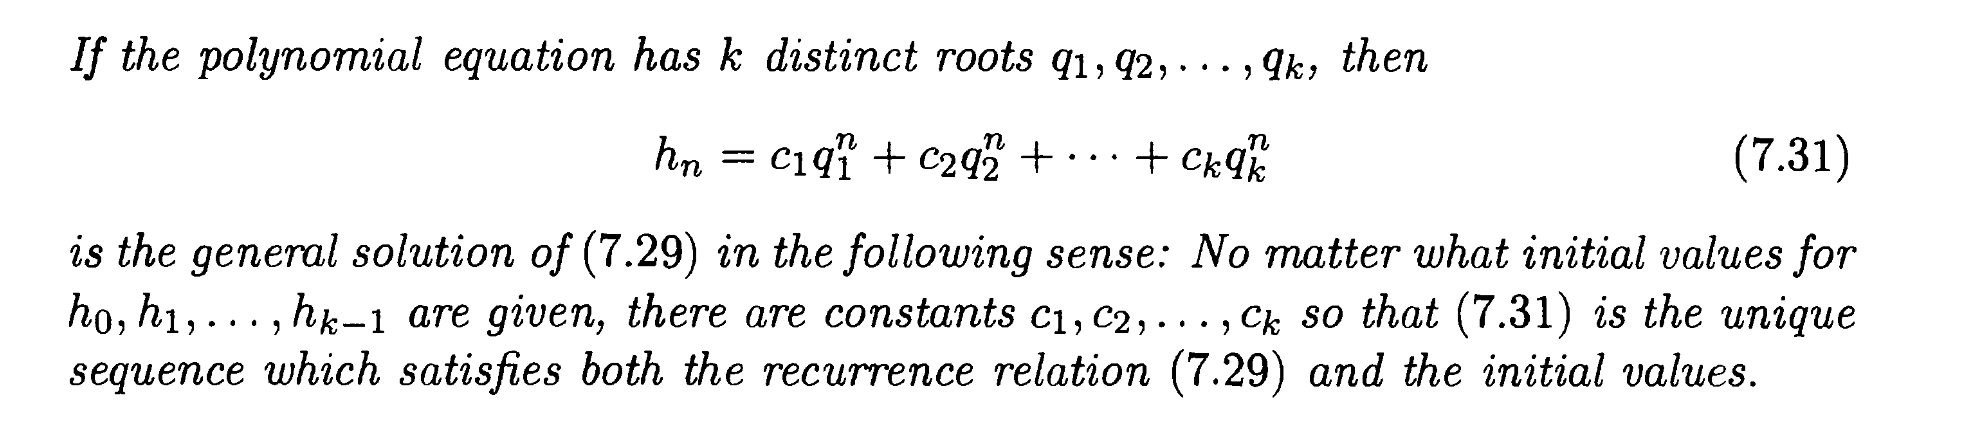 If the polynomial equation has k distinct roots q₁, q₂, . . . , qₖ, then
hₙ = c₁q₁ⁿ + c₂q₂ⁿ + · · · + cₖqₖⁿ (7.31)
is the general solution of (7.29) in the following sense: No matter what initial values for
h₀, h₁, . . . , hₖ₋₁ are given, there are constants c₁, c₂, . . . , cₖ so that (7.31) is the unique
sequence which satisfies both the recurrence relation (7.29) and the initial values.